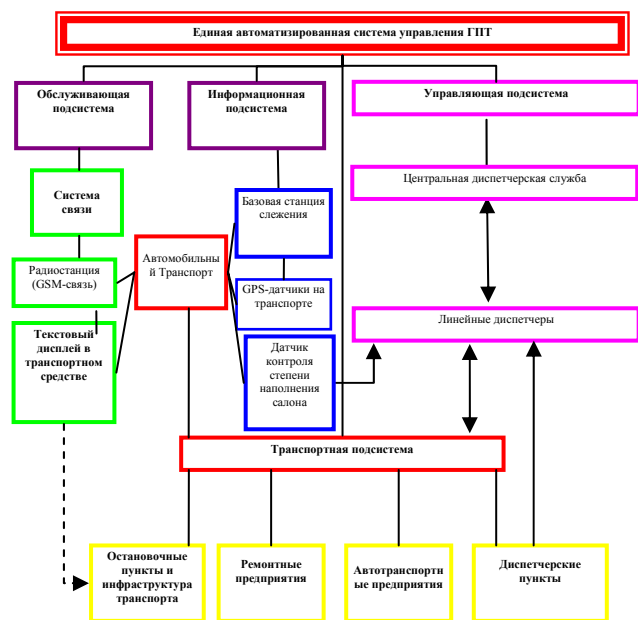 Единая автоматизированная система управления ГПТ
Обслуживающая
подсистема
Информационная
подсистема
Управляющая подсистема
Система
связи
Базовая станция
слежения
Центральная диспетчерская служба
Радиостанция
(GSM-связь)
Автомобильны
й Транспорт
GPS-датчики на
транспорте
Линейные диспетчеры
Текстовый
дисплей в
транспортном
средстве
Датчик
контроля
степени
наполнения
салона
Транспортная подсистема
Остановочные
пункты и
инфраструктура
транспорта
Ремонтные
предприятия
Автотранспортн
ые предприятия
Диспетчерские
пункты